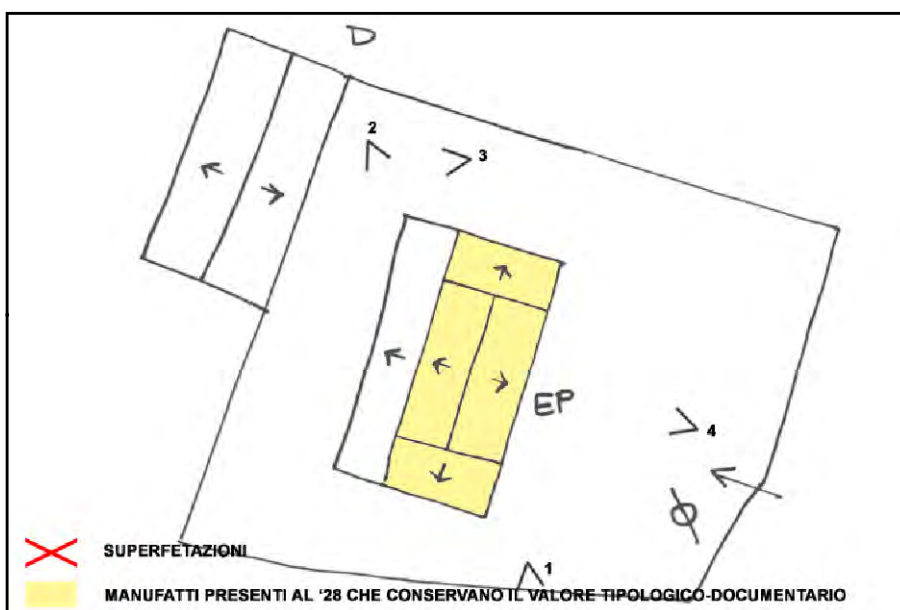 D
2
3
EP
4
1
SUPERFETAZIONI
MANUFATTI PRESENTI AL '28 CHE CONSERVANO IL VALORE TIPOLOGICO-DOCUMENTARIO